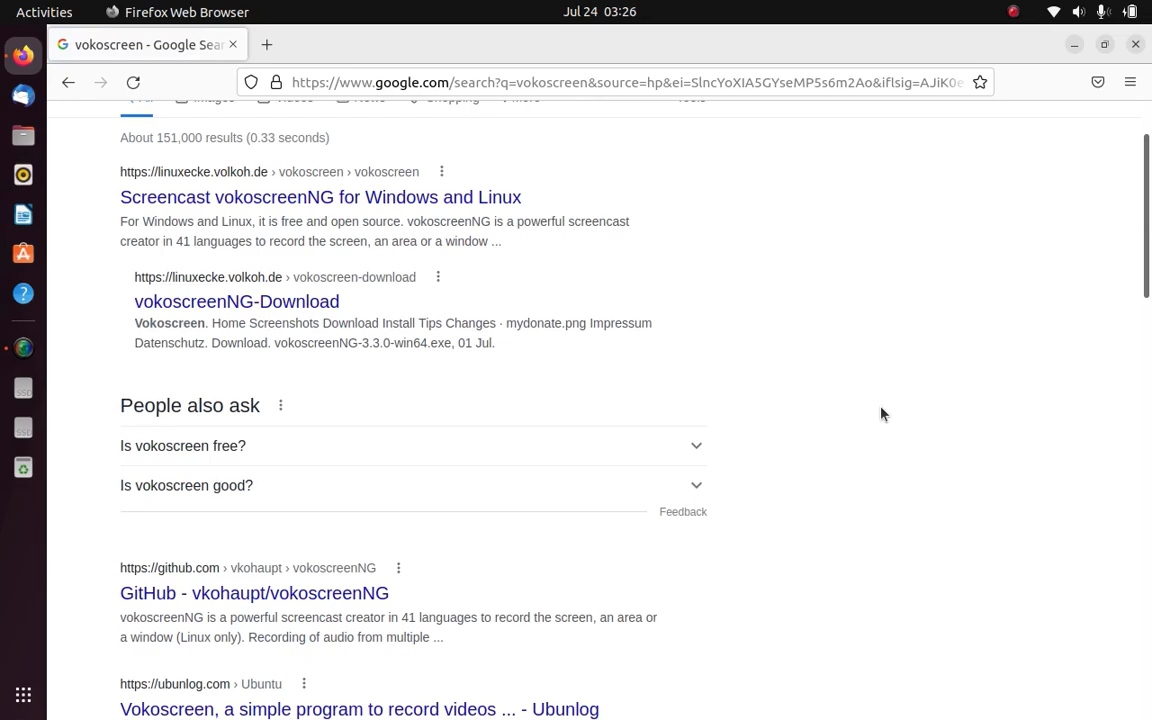 Activities
Firefox Web Browser
Jul 24 03:26
vokoscreen - Google Sear
https://www.google.com/search?q=vokoscreen&source=hp&ei=SlncYoXIA5GYseMP5s6m2Ao&iflsig=AJiK0e
All Images Videos News Shopping More Tools
About 151,000 results (0.33 seconds)
https://linuxecke.volkoh.de › vokoscreen › vokoscreen
Screencast vokoscreenNG for Windows and Linux
For Windows and Linux, it is free and open source. vokoscreenNG is a powerful screencast
creator in 41 languages to record the screen, an area or a window ...
https://linuxecke.volkoh.de › vokoscreen-download
vokoscreenNG-Download
Vokoscreen. Home Screenshots Download Install Tips Changes · mydonate.png Impressum
Datenschutz. Download. vokoscreenNG-3.3.0-win64.exe, 01 Jul.
People also ask
Is vokoscreen free?
Is vokoscreen good?
Feedback
https://github.com › vkohaupt › vokoscreenNG
GitHub - vkohaupt/vokoscreenNG
vokoscreenNG is a powerful screencast creator in 41 languages to record the screen, an area or
a window (Linux only). Recording of audio from multiple ...
https://ubunlog.com › Ubuntu
Vokoscreen, a simple program to record videos ... - Ubunlog